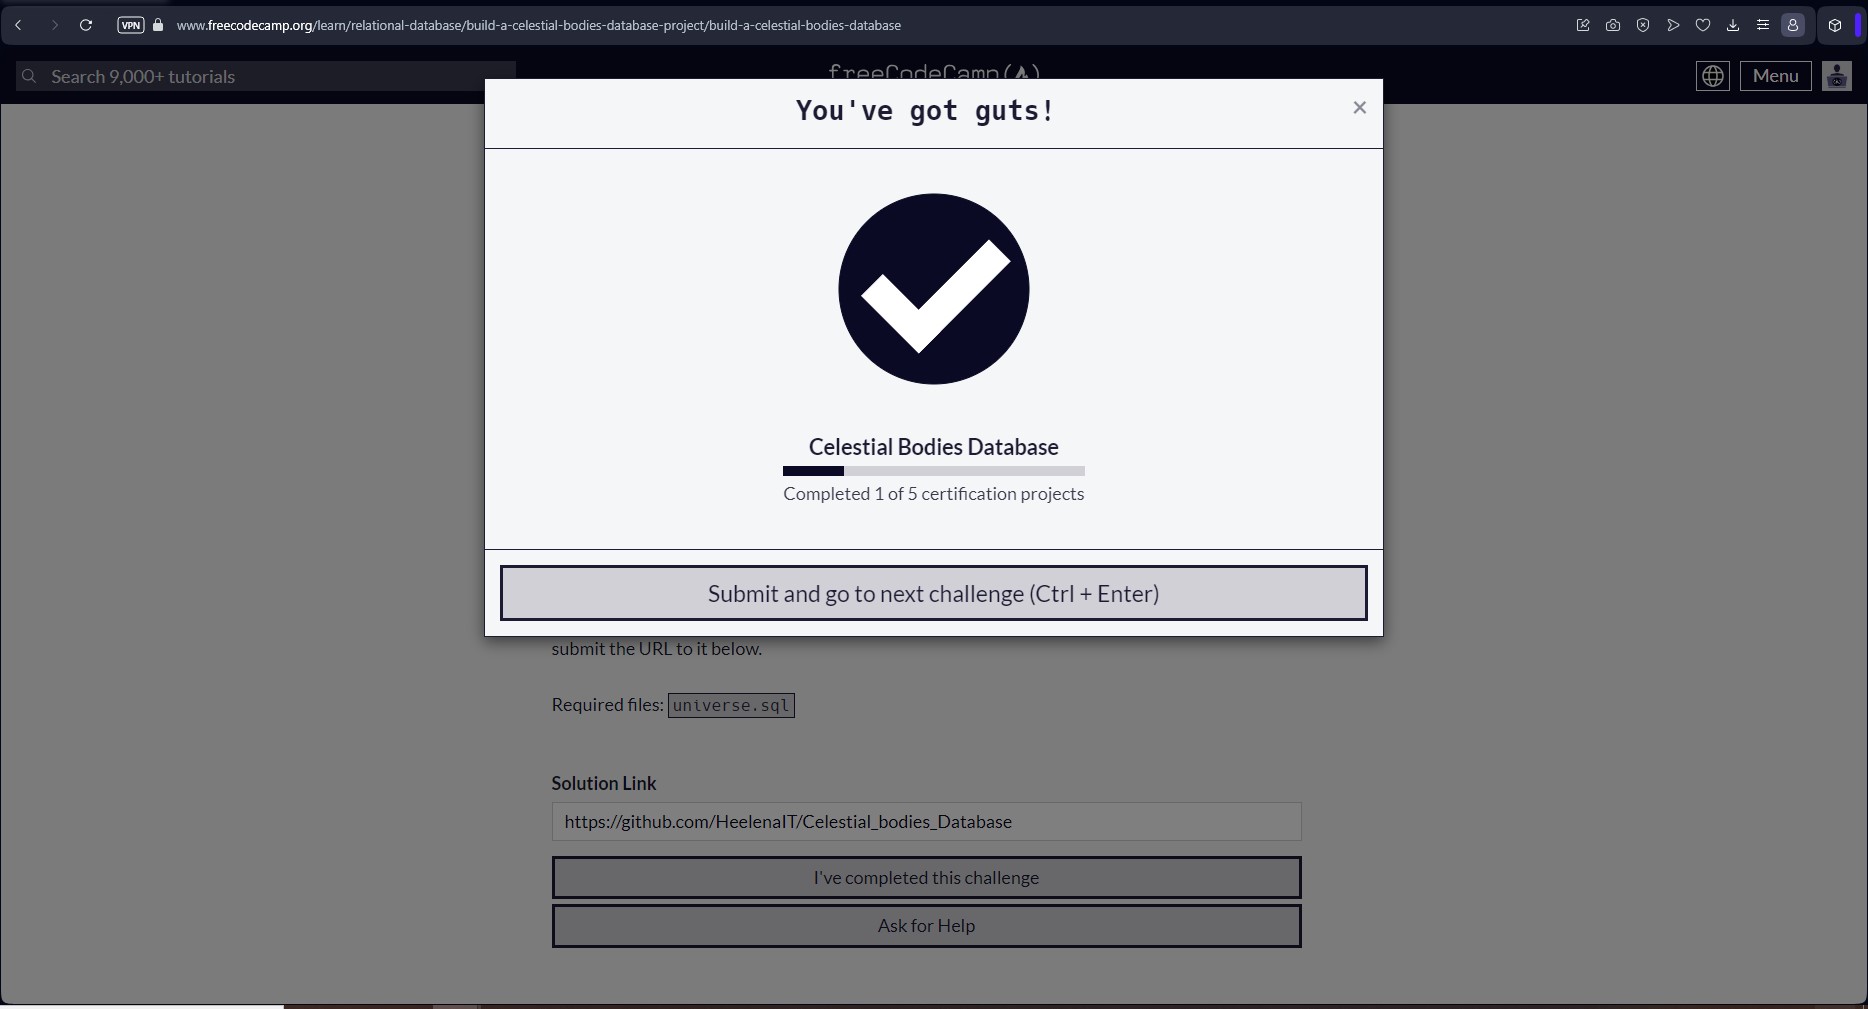 VPN
www.freecodecamp.org/learn/relational-database/build-a-celestial-bodies-database-project/build-a-celestial-bodies-database
Search 9,000+ tutorials
freeCodeCamp
Menu
You've got guts!
×
Celestial Bodies Database
Completed 1 of 5 certification projects
Submit and go to next challenge (Ctrl + Enter)
submit the URL to it below.
Required files: universe.sql
Solution Link
https://github.com/HeelenaIT/Celestial_bodies_Database
I've completed this challenge
Ask for Help